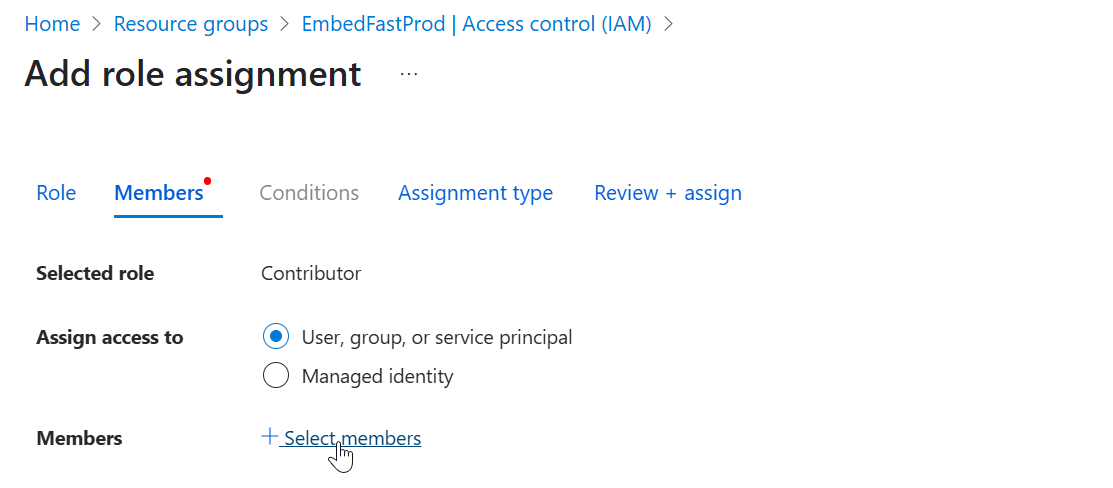 Home > Resource groups > EmbedFastProd | Access control (IAM) >
Add role assignment ...
Role Members Conditions Assignment type Review + assign
Selected role Contributor
Assign access to User, group, or service principal
Managed identity
Members + Select members